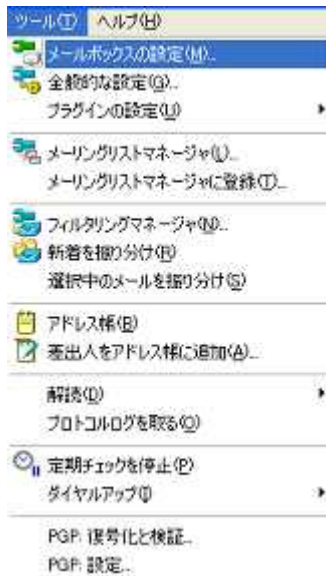 ツール(T) ヘルプ(H)
メールボックスの設定(M)...
全般的な設定(G)...
プラグインの設定(U)
メーリングリストマネージャ(L)...
メーリングリストマネージャに登録(T)...
フィルタリングマネージャ(N)...
新着を振り分け(R)
選択中のメールを振り分け(S)
アドレス帳(B)
差出人をアドレス帳に追加(A)...
解読(D)
プロトコルログを取る(O)
定期チェックを停止(P)
ダイヤルアップ(I)
PGP: 復号化と検証...
PGP: 設定...